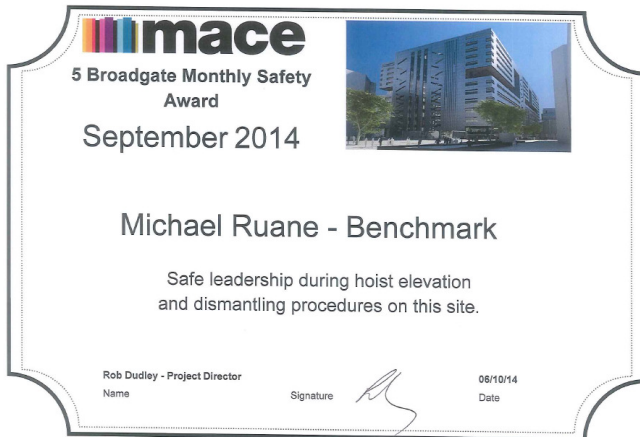 mace
5 Broadgate Monthly Safety
Award
September 2014
Michael Ruane - Benchmark
Safe leadership during hoist elevation
and dismantling procedures on this site.
Rob Dudley - Project Director
Name
Signature
06/10/14
Date